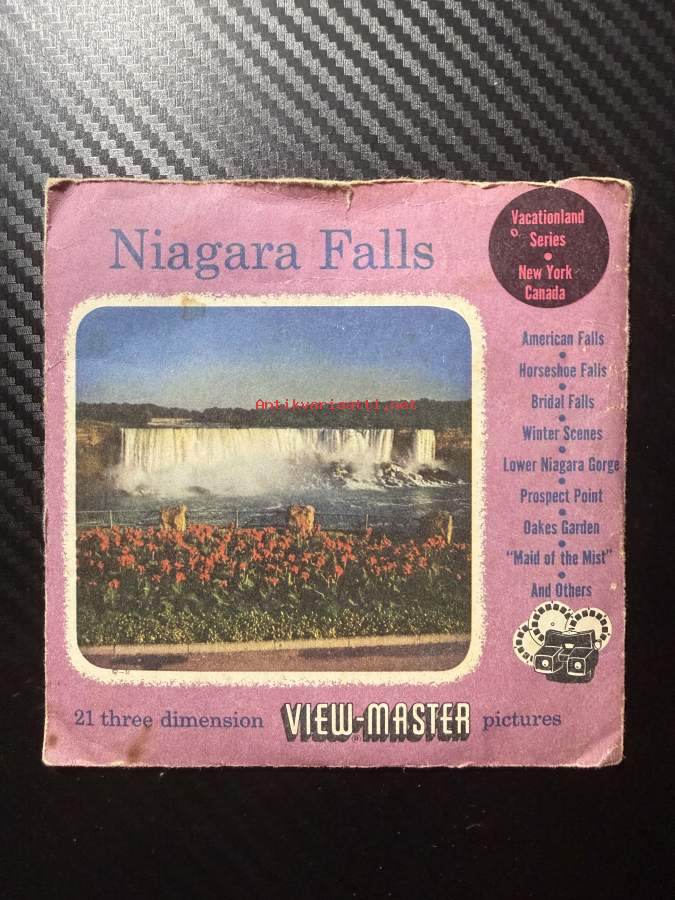 Niagara Falls
Vacationland
Series
•
New York
Canada
American Falls
•
Horseshoe Falls
•
Bridal Falls
•
Winter Scenes
•
Lower Niagara Gorge
•
Prospect Point
•
Oakes Garden
•
"Maid of the Mist"
•
And Others
Antikvariaatti.net
21 three dimension VIEW-MASTER ® pictures